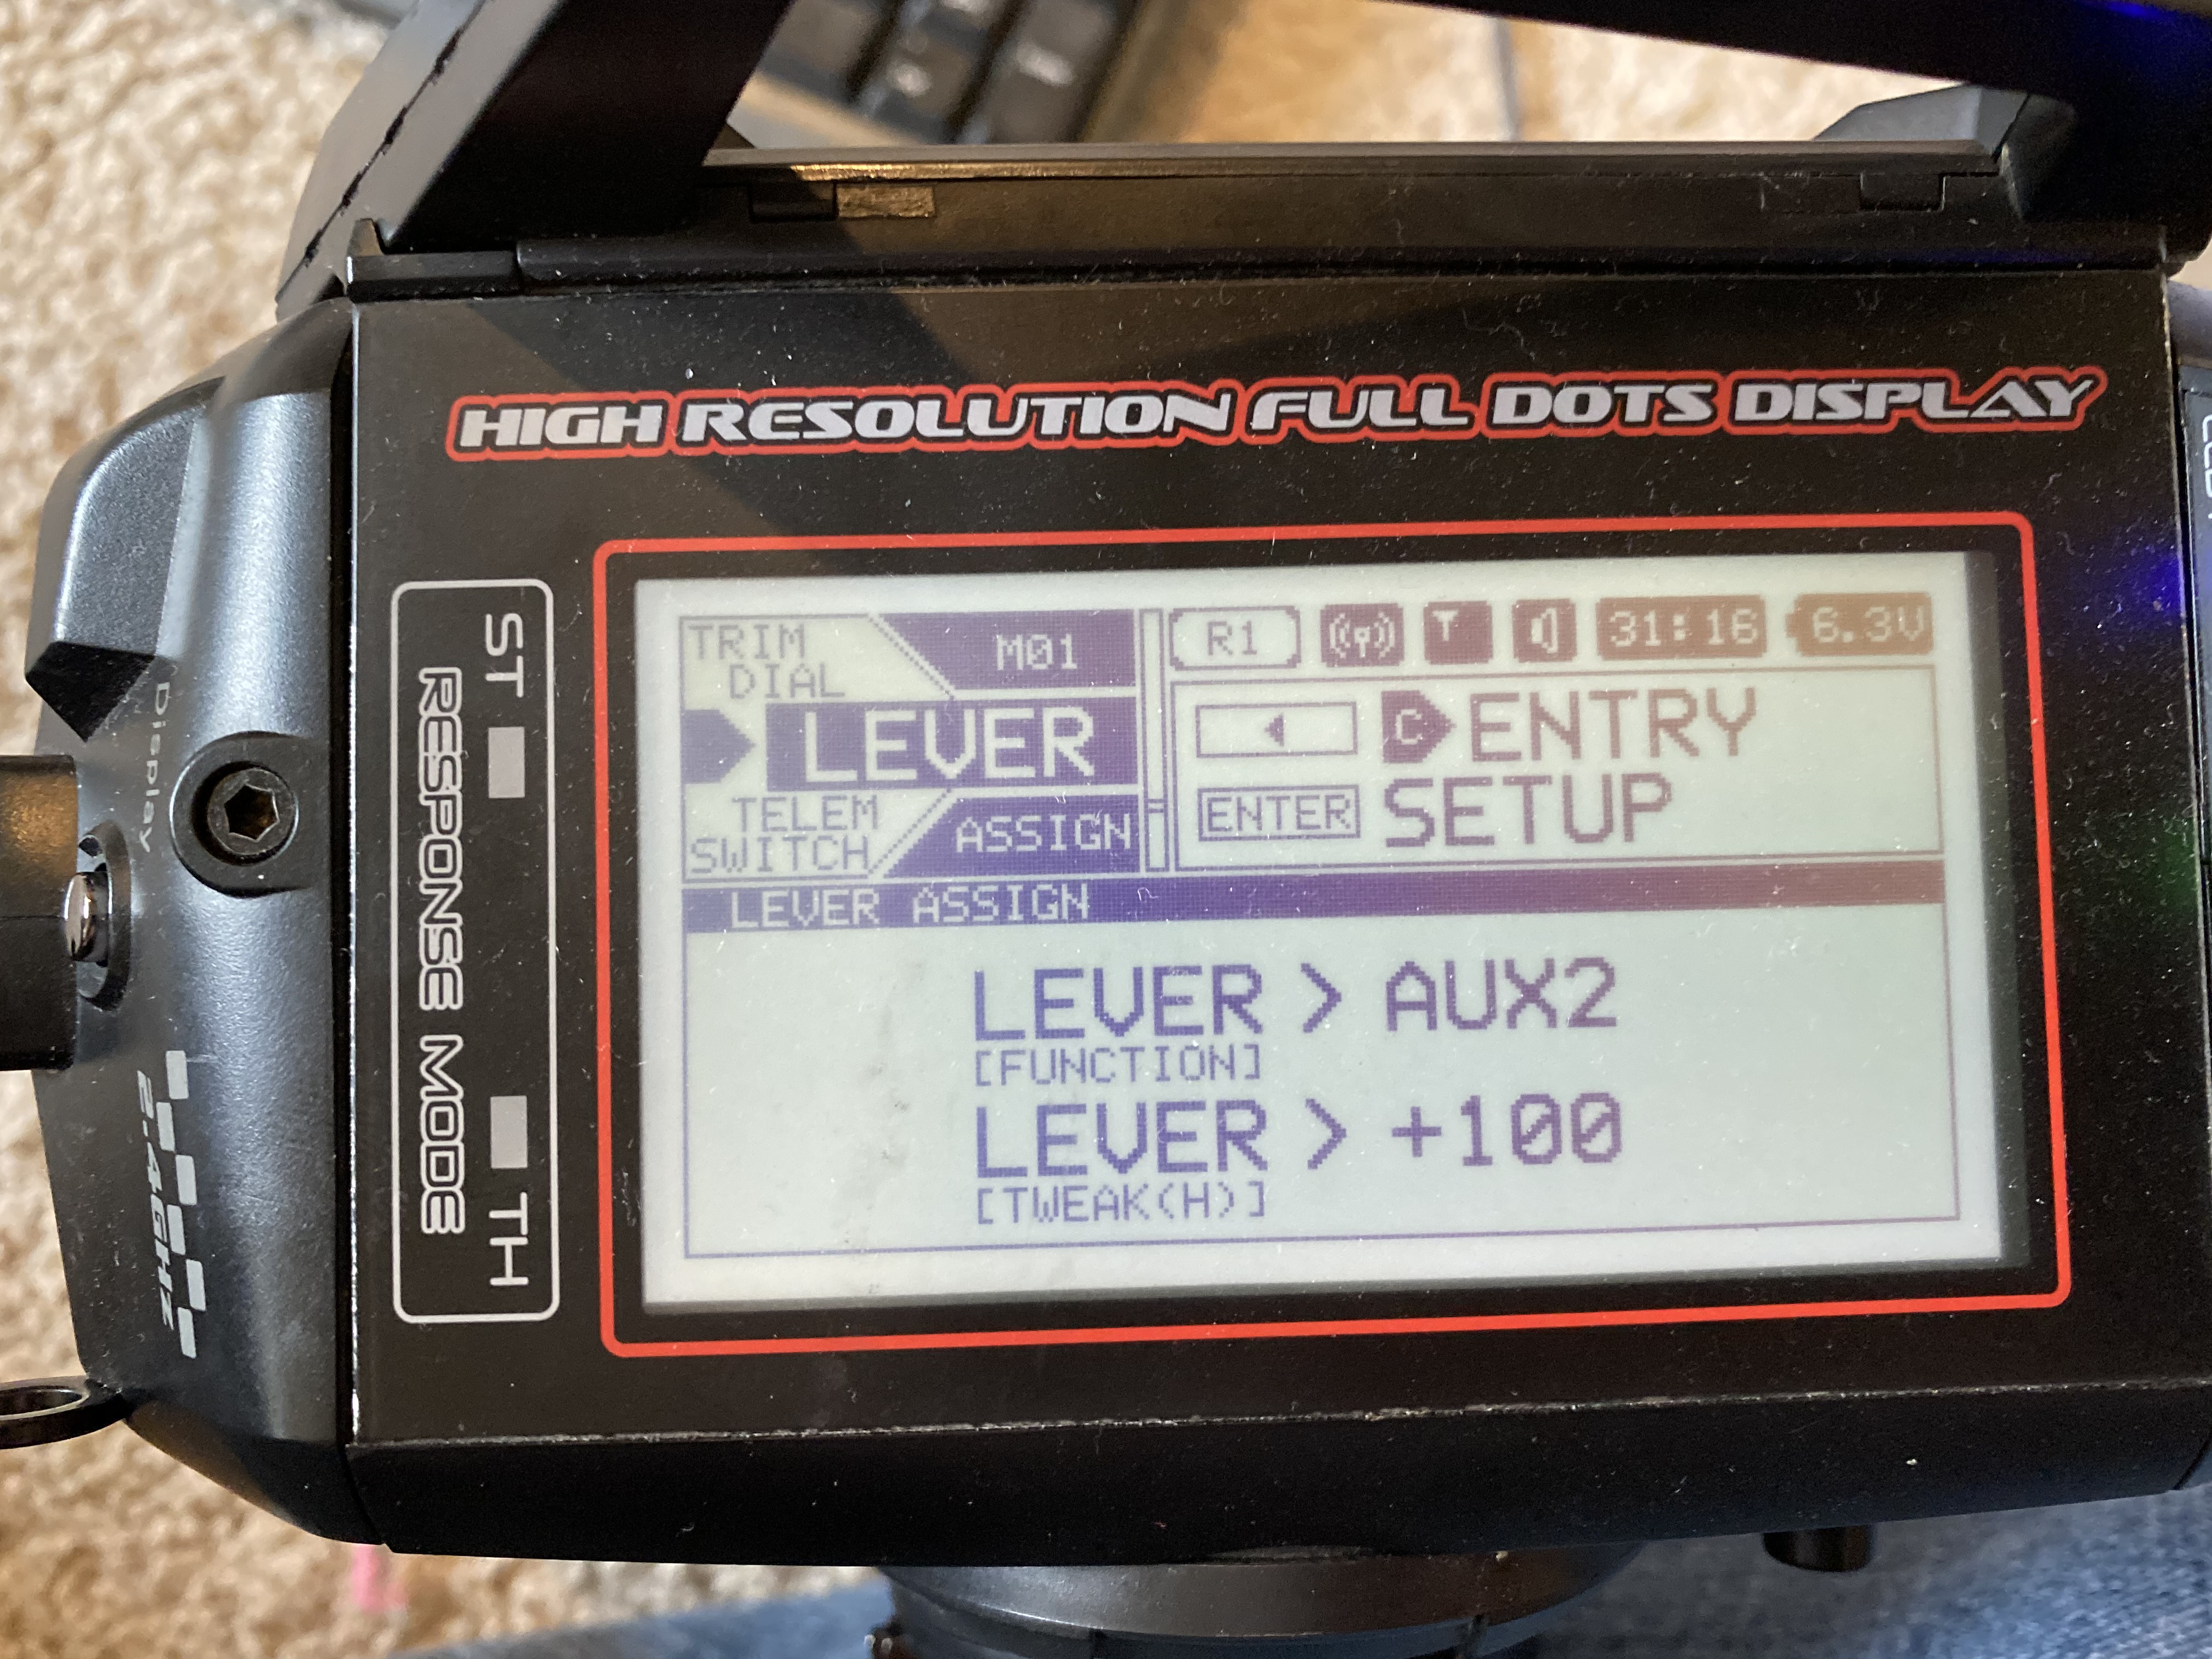 HIGH RESOLUTION FULL DOTS DISPLAY
TRIM
DIAL
M01
LEVER
TELEM
SWITCH
ASSIGN
R1
31:16
6.3V
C ENTRY
ENTER SETUP
LEVER ASSIGN
LEVER > AUX2
[FUNCTION]
LEVER > +100
[TWEAK(H)]
ST
TH
RESPONSE MODE
Display
2.4GHz